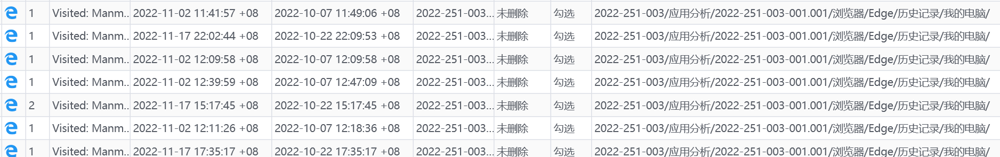 1 Visited: Manm... 2022-11-02 11:41:57 +08 2022-10-07 11:49:06 +08 2022-251-003... 未删除 勾选 2022-251-003/应用分析/2022-251-003-001.001/浏览器/Edge/历史记录/我的电脑/
1 Visited: Manm.. 2022-11-17 22:02:44 +08 2022-10-22 22:09:53 +08 2022-251-003... 未删除 勾选 2022-251-003/应用分析/2022-251-003-001.001/浏览器/Edge/历史记录/我的电脑/
1 Visited: Manm.. 2022-11-02 12:09:58 +08 2022-10-07 12:09:58 +08 2022-251-003... 未删除 勾选 2022-251-003/应用分析/2022-251-003-001.001/浏览器/Edge/历史记录/我的电脑/
1 Visited: Manm.. 2022-11-02 12:39:59 +08 2022-10-07 12:47:09 +08 2022-251-003... 未删除 勾选 2022-251-003/应用分析/2022-251-003-001.001/浏览器/Edge/历史记录/我的电脑/
2 Visited: Manm.. 2022-11-17 15:17:45 +08 2022-10-22 15:17:45 +08 2022-251-003... 未删除 勾选 2022-251-003/应用分析/2022-251-003-001.001/浏览器/Edge/历史记录/我的电脑/
1 Visited: Manm.. 2022-11-02 12:11:26 +08 2022-10-07 12:18:36 +08 2022-251-003... 未删除 勾选 2022-251-003/应用分析/2022-251-003-001.001/浏览器/Edge/历史记录/我的电脑/
1 Visited: Manm.. 2022-11-17 17:35:17 +08 2022-10-22 17:35:17 +08 2022-251-003... 未删除 勾选 2022-251-003/应用分析/2022-251-003-001.001/浏览器/Edge/历史记录/我的电脑/